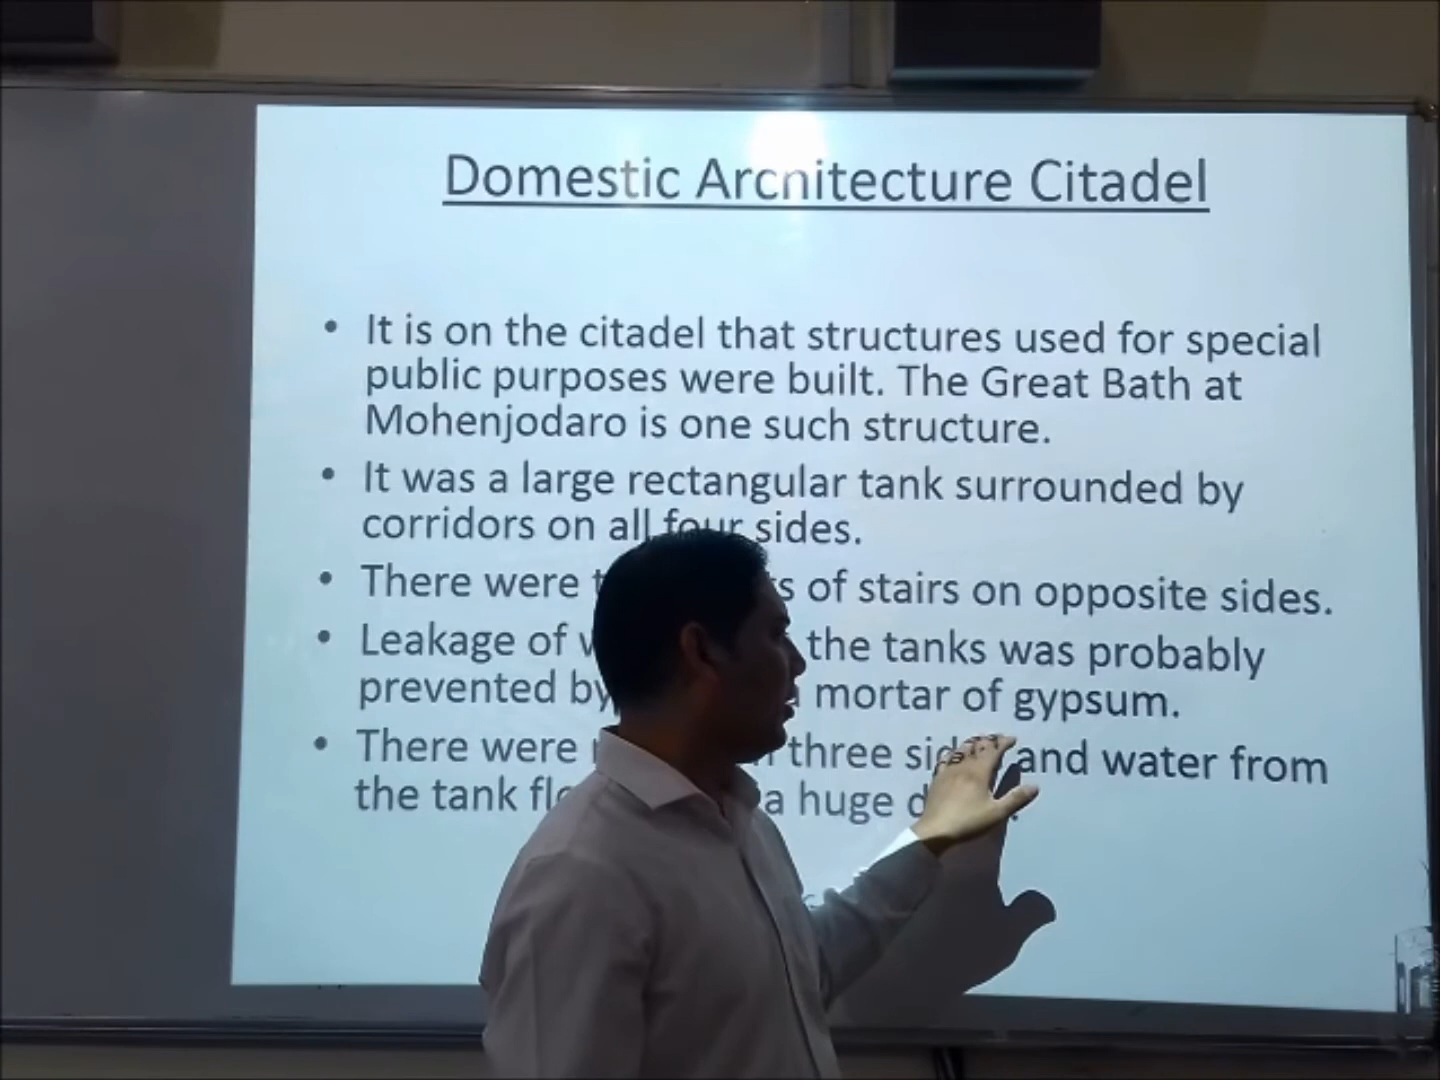 Domestic Architecture Citadel
• It is on the citadel that structures used for special
public purposes were built. The Great Bath at
Mohenjodaro is one such structure.
• It was a large rectangular tank surrounded by
corridors on all four sides.
• There were of stairs on opposite sides.
• Leakage of the tanks was probably
prevented by mortar of gypsum.
• There were three sides and water from
the tank a huge